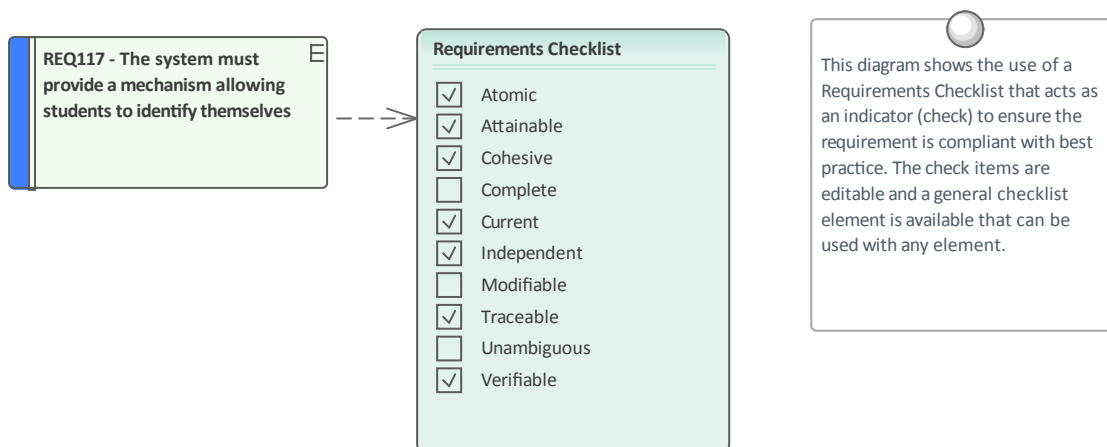 REQ117 - The system must
provide a mechanism allowing
students to identify themselves
E
Requirements Checklist
Atomic
Attainable
Cohesive
Complete
Current
Independent
Modifiable
Traceable
Unambiguous
Verifiable
This diagram shows the use of a
Requirements Checklist that acts as
an indicator (check) to ensure the
requirement is compliant with best
practice. The check items are
editable and a general checklist
element is available that can be
used with any element.